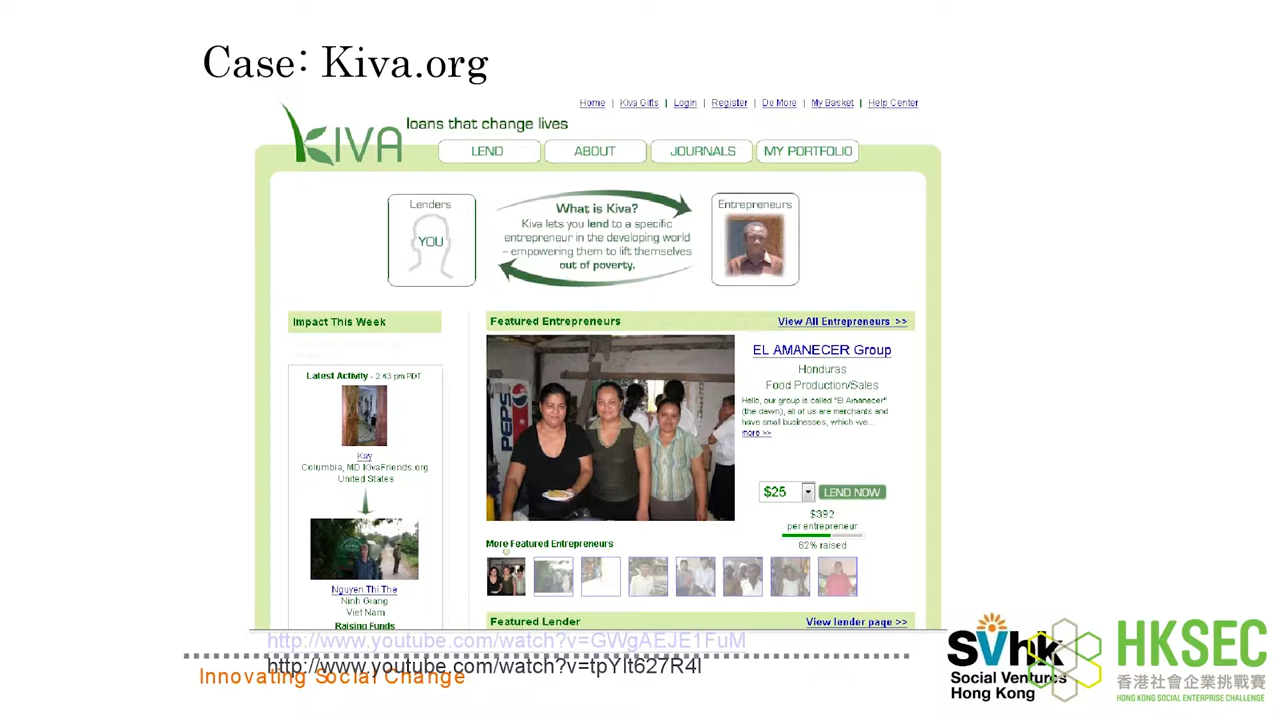 Case: Kiva.org
Home | Kiva Gifts | Login | Register | Do More | My Basket | Help Center
KIVA loans that change lives
LEND ABOUT JOURNALS MY PORTFOLIO
Lenders
YOU
What is Kiva?
Kiva lets you lend to a specific
entrepreneur in the developing world
– empowering them to lift themselves
out of poverty.
Entrepreneurs
Impact This Week
Latest Activity - 2:43 pm PDT
Kay
Columbia, MD KivaFriends.org
United States
Nguyen Thi The
Ninh Giang
Viet Nam
Raising Funds
Featured Entrepreneurs View All Entrepreneurs >>
PEPSI
EL AMANECER Group
Honduras
Food Production/Sales
Hello, our group is called "El Amanecer"
(the dawn), all of us are merchants and
have small businesses, which we...
more >>
$25 LEND NOW
$392
per entrepreneur
62% raised
More Featured Entrepreneurs
Featured Lender View lender page >>
http://www.youtube.com/watch?v=GWgAEJE1FuM
http://www.youtube.com/watch?v=tpYIt627R4I
Innovating Social Change
SVhk
Social Ventures
Hong Kong
HKSEC
香港社會企業挑戰賽
HONG KONG SOCIAL ENTERPRISE CHALLENGE